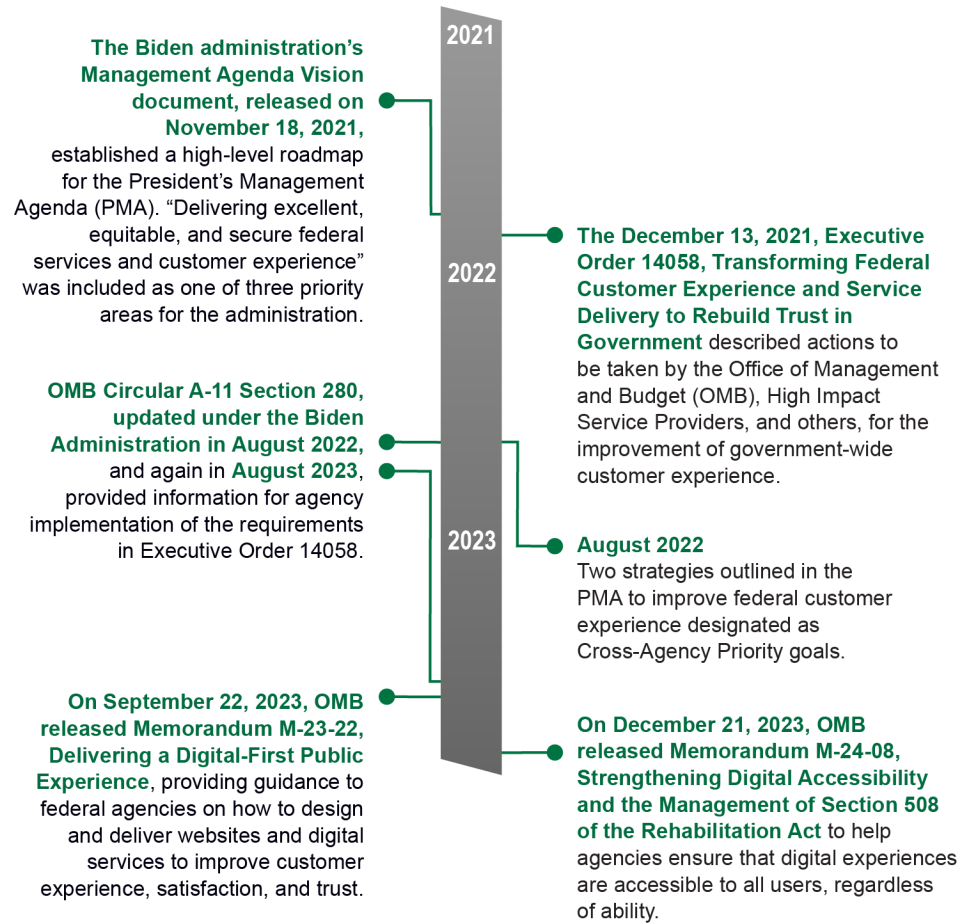 2021
The Biden administration’s
Management Agenda Vision
document, released on
November 18, 2021,
established a high-level roadmap
for the President’s Management
Agenda (PMA). “Delivering excellent,
equitable, and secure federal
services and customer experience”
was included as one of three priority
areas for the administration.
2022
The December 13, 2021, Executive
Order 14058, Transforming Federal
Customer Experience and Service
Delivery to Rebuild Trust in
Government described actions to
be taken by the Office of Management
and Budget (OMB), High Impact
Service Providers, and others, for the
improvement of government-wide
customer experience.
OMB Circular A-11 Section 280,
updated under the Biden
Administration in August 2022,
and again in August 2023,
provided information for agency
implementation of the requirements
in Executive Order 14058.
2023
August 2022
Two strategies outlined in the
PMA to improve federal customer
experience designated as
Cross-Agency Priority goals.
On September 22, 2023, OMB
released Memorandum M-23-22,
Delivering a Digital-First Public
Experience, providing guidance to
federal agencies on how to design
and deliver websites and digital
services to improve customer
experience, satisfaction, and trust.
On December 21, 2023, OMB
released Memorandum M-24-08,
Strengthening Digital Accessibility
and the Management of Section 508
of the Rehabilitation Act to help
agencies ensure that digital experiences
are accessible to all users, regardless
of ability.